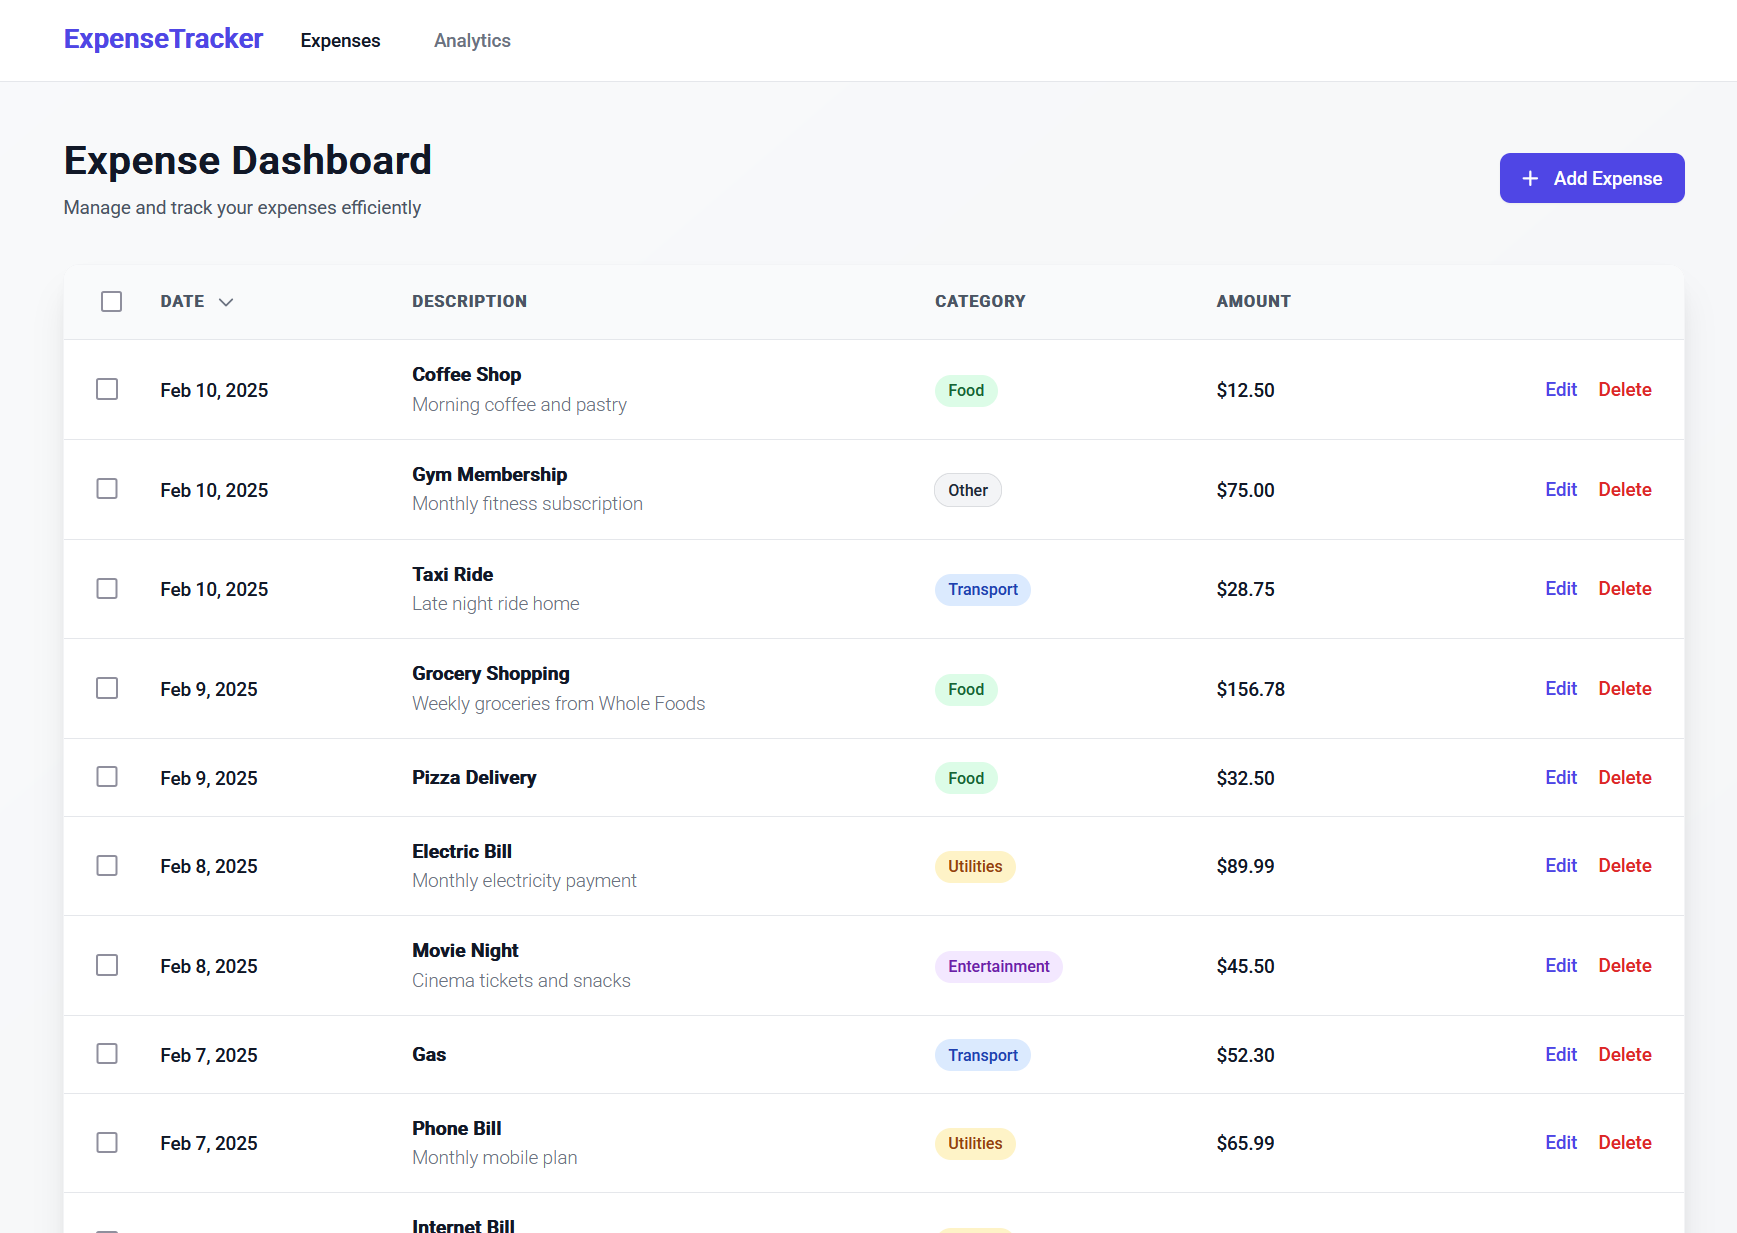 ExpenseTracker Expenses Analytics
Expense Dashboard
Manage and track your expenses efficiently
+ Add Expense
DATE DESCRIPTION CATEGORY AMOUNT
Feb 10, 2025 Coffee Shop Food $12.50 Edit Delete
Morning coffee and pastry
Feb 10, 2025 Gym Membership Other $75.00 Edit Delete
Monthly fitness subscription
Feb 10, 2025 Taxi Ride Transport $28.75 Edit Delete
Late night ride home
Feb 9, 2025 Grocery Shopping Food $156.78 Edit Delete
Weekly groceries from Whole Foods
Feb 9, 2025 Pizza Delivery Food $32.50 Edit Delete
Feb 8, 2025 Electric Bill Utilities $89.99 Edit Delete
Monthly electricity payment
Feb 8, 2025 Movie Night Entertainment $45.50 Edit Delete
Cinema tickets and snacks
Feb 7, 2025 Gas Transport $52.30 Edit Delete
Feb 7, 2025 Phone Bill Utilities $65.99 Edit Delete
Monthly mobile plan
Internet Bill